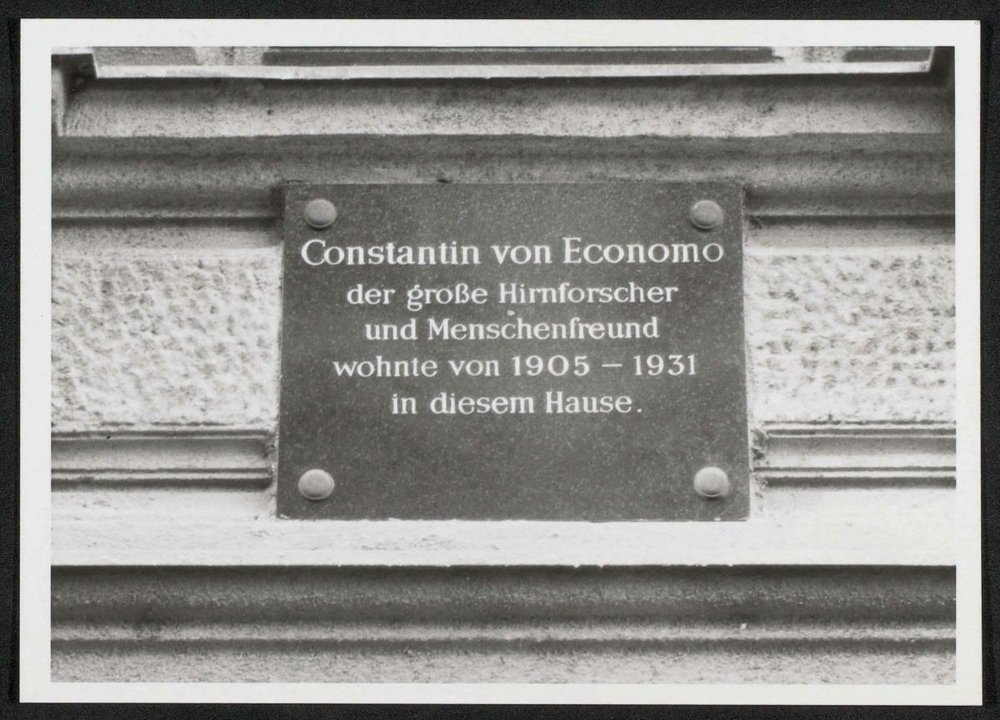 Constantin von Economo
der große Hirnforscher
und Menschenfreund
wohnte von 1905 – 1931
in diesem Hause.